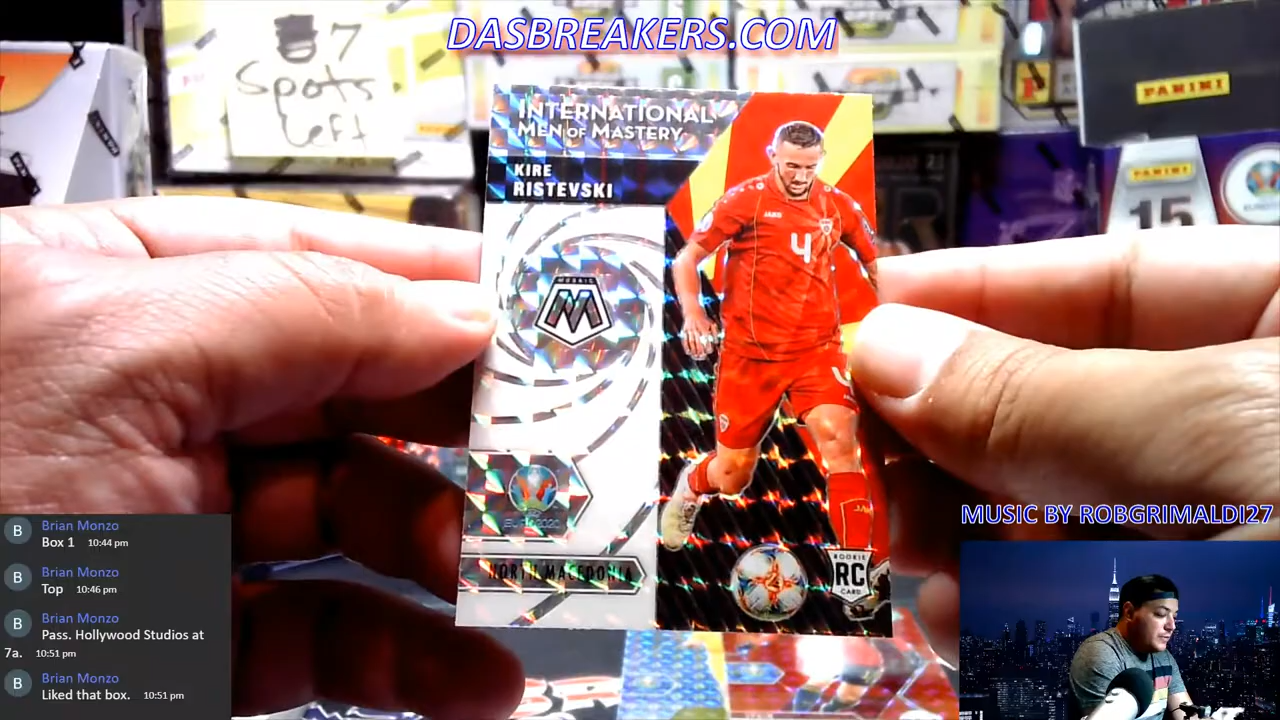 DASBREAKERS.COM
7
Spots
left
PANINI
PANINI
15
INTERNATIONAL
MEN OF MASTERY
KIRE
RISTEVSKI
JAKO
4
MOSAIC
M
EURO2020
NORTH MACEDONIA
ROOKIE
RC
CARD
MUSIC BY ROBGRIMALDI27
B Brian Monzo
Box 1 10:44 pm
B Brian Monzo
Top 10:46 pm
B Brian Monzo
Pass. Hollywood Studios at
7a. 10:51 pm
B Brian Monzo
Liked that box. 10:51 pm